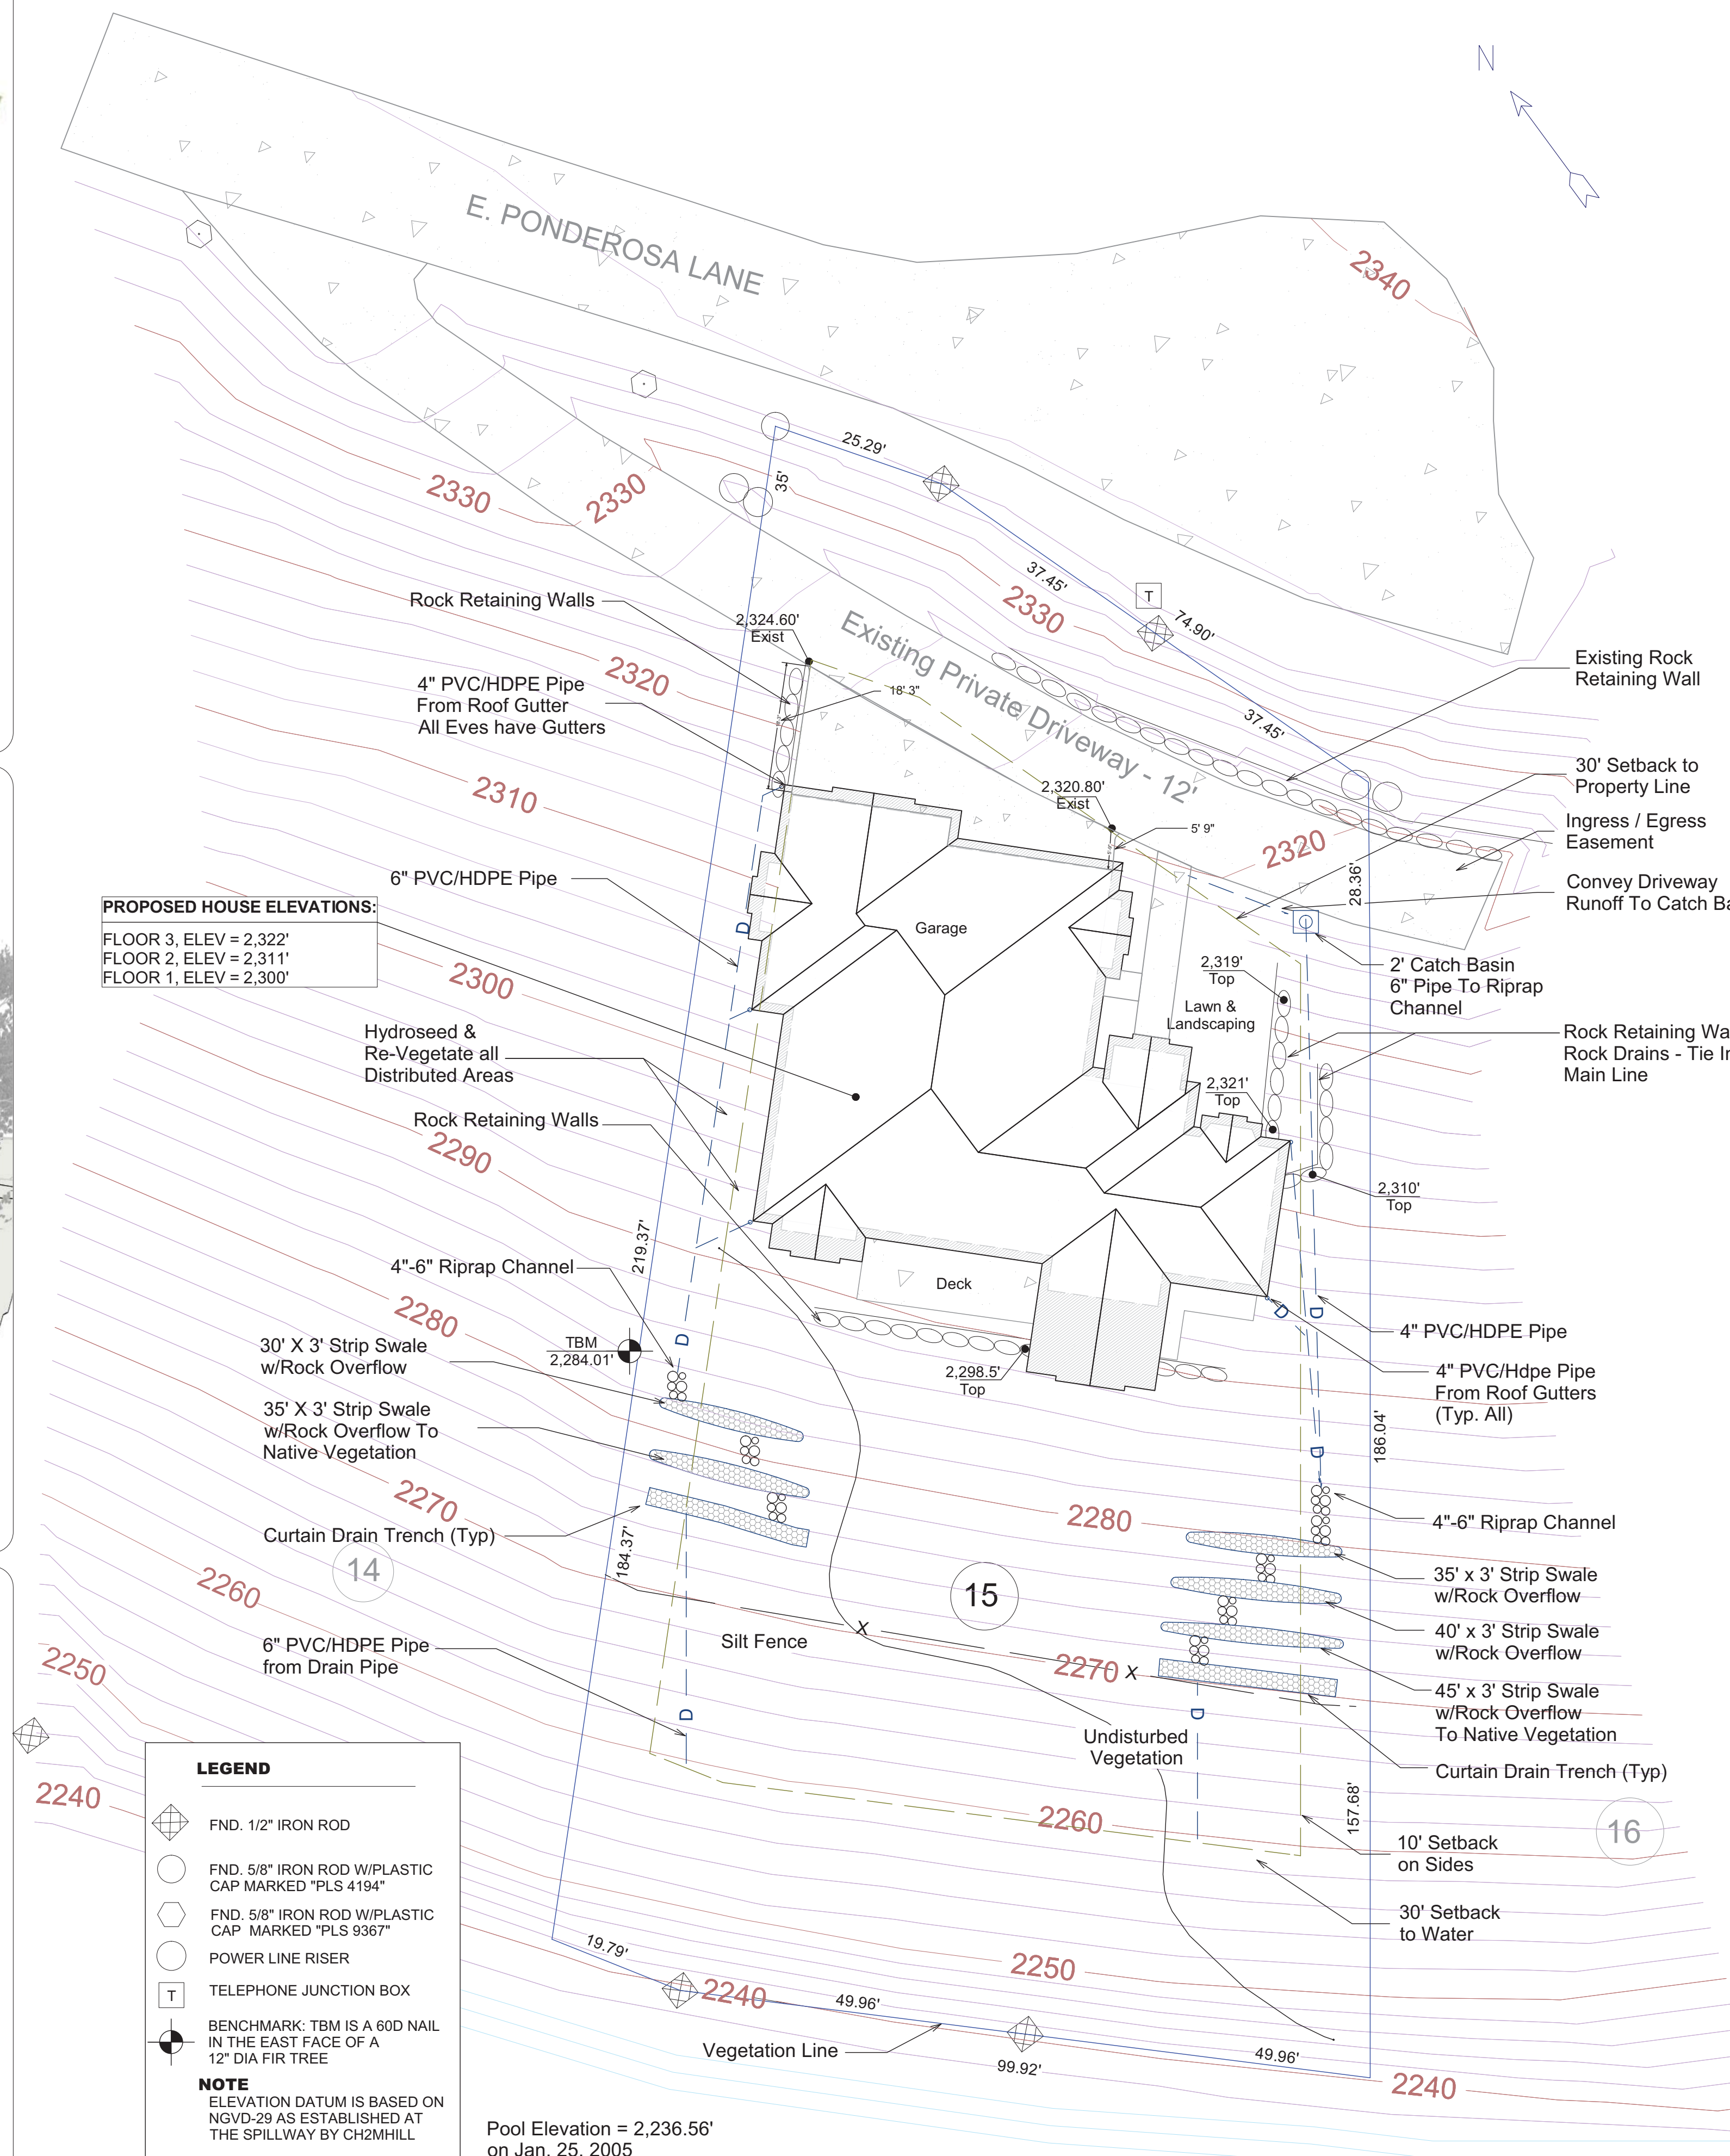 N
E. PONDEROSA LANE
2340
25.29'
35'
2330
2330
37.45'
2330
T
74.90'
Rock Retaining Walls
2,324.60'
Exist
Existing Private Driveway - 12'
2320
4" PVC/HDPE Pipe
From Roof Gutter
All Eves have Gutters
18' 3"
37.45'
Existing Rock
Retaining Wall
2310
2,320.80'
Exist
5' 9"
2320
30' Setback to
Property Line
Ingress / Egress
Easement
28.36'
Convey Driveway
Runoff To Catch Ba
6" PVC/HDPE Pipe
PROPOSED HOUSE ELEVATIONS:
FLOOR 3, ELEV = 2,322'
FLOOR 2, ELEV = 2,311'
FLOOR 1, ELEV = 2,300'
D
Garage
2300
2,319'
Top
2' Catch Basin
6" Pipe To Riprap
Channel
Lawn &
Landscaping
Hydroseed &
Re-Vegetate all
Distributed Areas
Rock Retaining Wa
Rock Drains - Tie In
Main Line
2,321'
Top
Rock Retaining Walls
2290
2,310'
Top
219.37'
4"-6" Riprap Channel
Deck
2280
D
D
D
4" PVC/HDPE Pipe
30' X 3' Strip Swale
w/Rock Overflow
TBM
2,284.01'
2,298.5'
Top
4" PVC/Hdpe Pipe
From Roof Gutters
(Typ. All)
35' X 3' Strip Swale
w/Rock Overflow To
Native Vegetation
186.04'
D
2270
2280
4"-6" Riprap Channel
Curtain Drain Trench (Typ)
184.37'
14
15
35' x 3' Strip Swale
w/Rock Overflow
2260
Silt Fence
X
40' x 3' Strip Swale
w/Rock Overflow
6" PVC/HDPE Pipe
from Drain Pipe
2250
2270
X
45' x 3' Strip Swale
w/Rock Overflow
To Native Vegetation
D
D
Undisturbed
Vegetation
Curtain Drain Trench (Typ)
2240
2260
157.68'
16
10' Setback
on Sides
30' Setback
to Water
19.79'
2250
2240
49.96'
Vegetation Line
99.92'
49.96'
2240
LEGEND
FND. 1/2" IRON ROD
FND. 5/8" IRON ROD W/PLASTIC
CAP MARKED "PLS 4194"
FND. 5/8" IRON ROD W/PLASTIC
CAP MARKED "PLS 9367"
POWER LINE RISER
T
TELEPHONE JUNCTION BOX
BENCHMARK: TBM IS A 60D NAIL
IN THE EAST FACE OF A
12" DIA FIR TREE
NOTE
ELEVATION DATUM IS BASED ON
NGVD-29 AS ESTABLISHED AT
THE SPILLWAY BY CH2MHILL
Pool Elevation = 2,236.56'
on Jan. 25, 2005